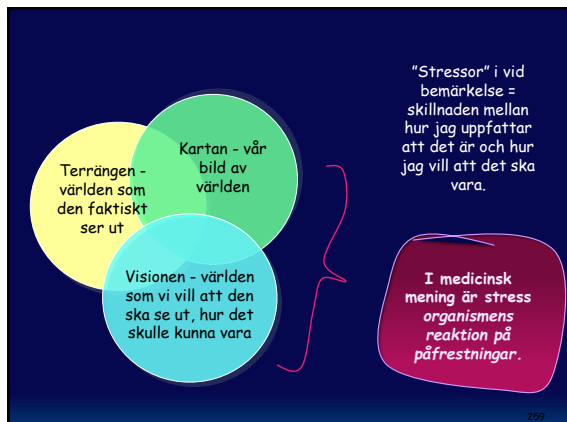 Terrängen -
världen som
den faktiskt
ser ut
Kartan - vår
bild av
världen
Visionen - världen
som vi vill att den
ska se ut, hur det
skulle kunna vara
”Stressor” i vid
bemärkelse =
skillnaden mellan
hur jag uppfattar
att det är och hur
jag vill att det ska
vara.
I medicinsk
mening är stress
organismens
reaktion på
påfrestningar.
259